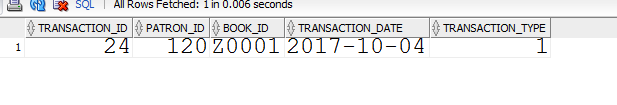 SQL | All Rows Fetched: 1 in 0.006 seconds
TRANSACTION_ID PATRON_ID BOOK_ID TRANSACTION_DATE TRANSACTION_TYPE
1 24 120 Z0001 2017-10-04 1